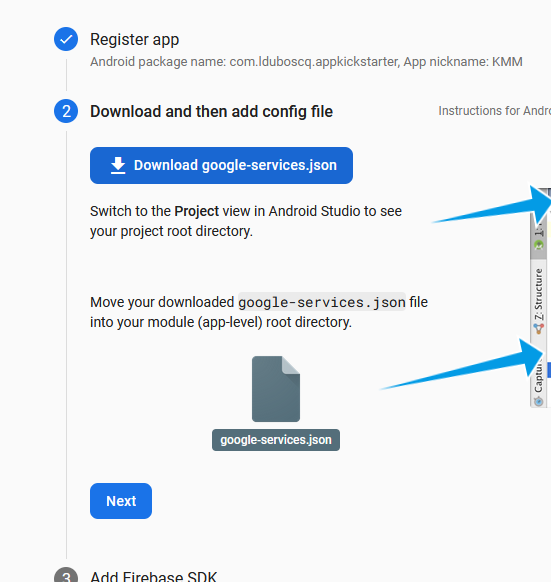 Register app
Android package name: com.lduboscq.appkickstarter, App nickname: KMM
2 Download and then add config file
Instructions for Andro
Download google-services.json
Switch to the Project view in Android Studio to see
your project root directory.
Move your downloaded google-services.json file
into your module (app-level) root directory.
Z: Structure
Captur
google-services.json
Next
3 Add Firebase SDK